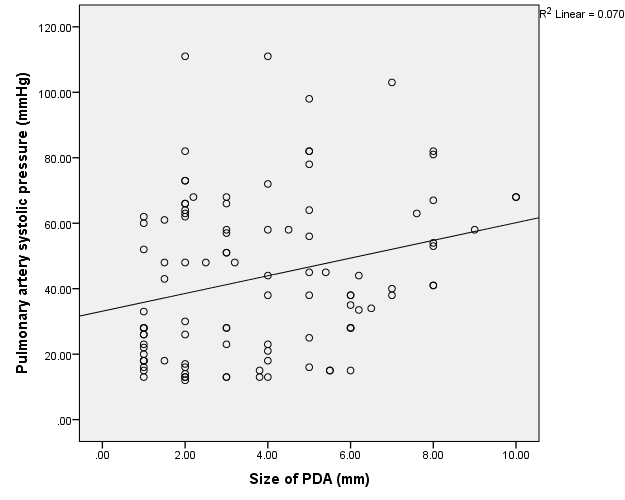 R2 Linear = 0.070
Pulmonary artery systolic pressure (mmHg)
120.00
100.00
80.00
60.00
40.00
20.00
.00
.00 2.00 4.00 6.00 8.00 10.00
Size of PDA (mm)